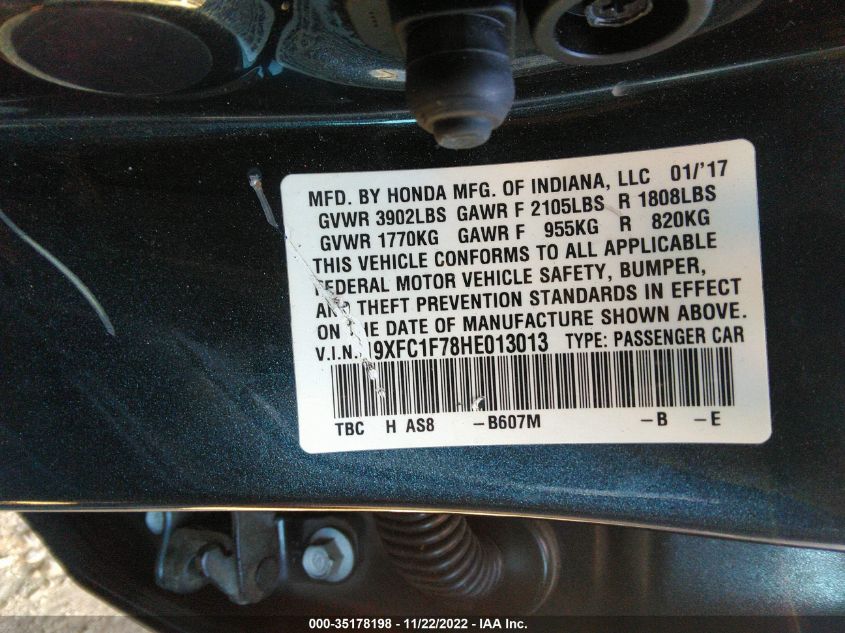 MFD. BY HONDA MFG. OF INDIANA, LLC 01/'17
GVWR 3902LBS GAWR F 2105LBS R 1808LBS
GVWR 1770KG GAWR F 955KG R 820KG
THIS VEHICLE CONFORMS TO ALL APPLICABLE
FEDERAL MOTOR VEHICLE SAFETY, BUMPER,
AND THEFT PREVENTION STANDARDS IN EFFECT
ON THE DATE OF MANUFACTURE SHOWN ABOVE.
V.I.N. 19XFC1F78HE013013 TYPE: PASSENGER CAR
TBC H AS8 -B607M -B -E
000-35178198 - 11/22/2022 - IAA Inc.